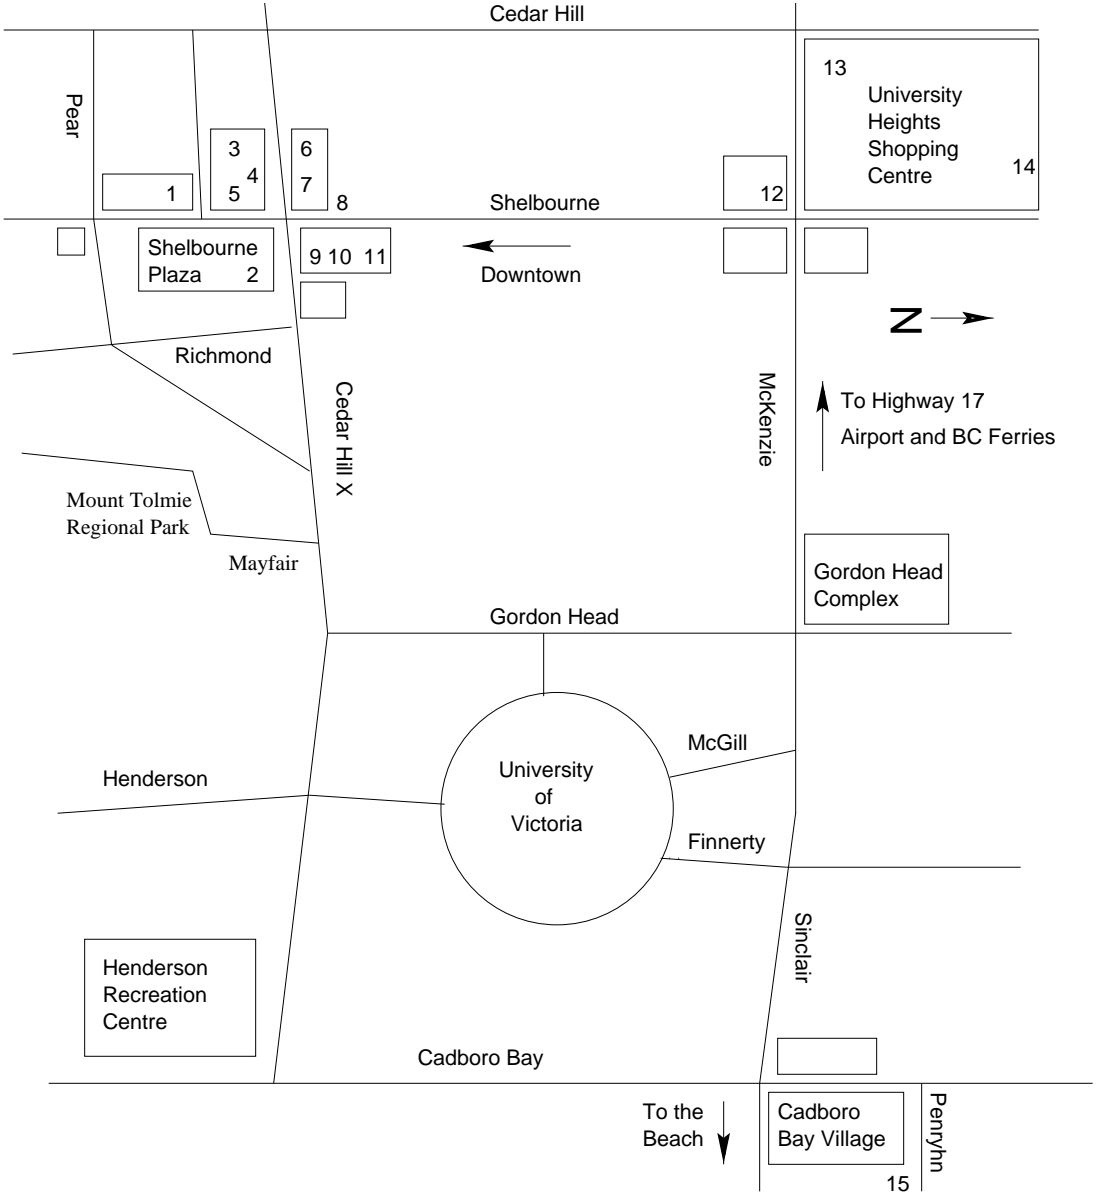 Cedar Hill
13
University
Heights
Shopping
Centre
14
Pear
3
4
5
6
7
8
1
12
Shelbourne
Shelbourne
Plaza 2
9 10 11
Downtown
N
Richmond
Cedar Hill X
McKenzie
To Highway 17
Airport and BC Ferries
Mount Tolmie
Regional Park
Mayfair
Gordon Head
Complex
Gordon Head
McGill
University
of
Victoria
Henderson
Finnerty
Sinclair
Henderson
Recreation
Centre
Cadboro Bay
To the
Beach
Cadboro
Bay Village
Penryhn
15